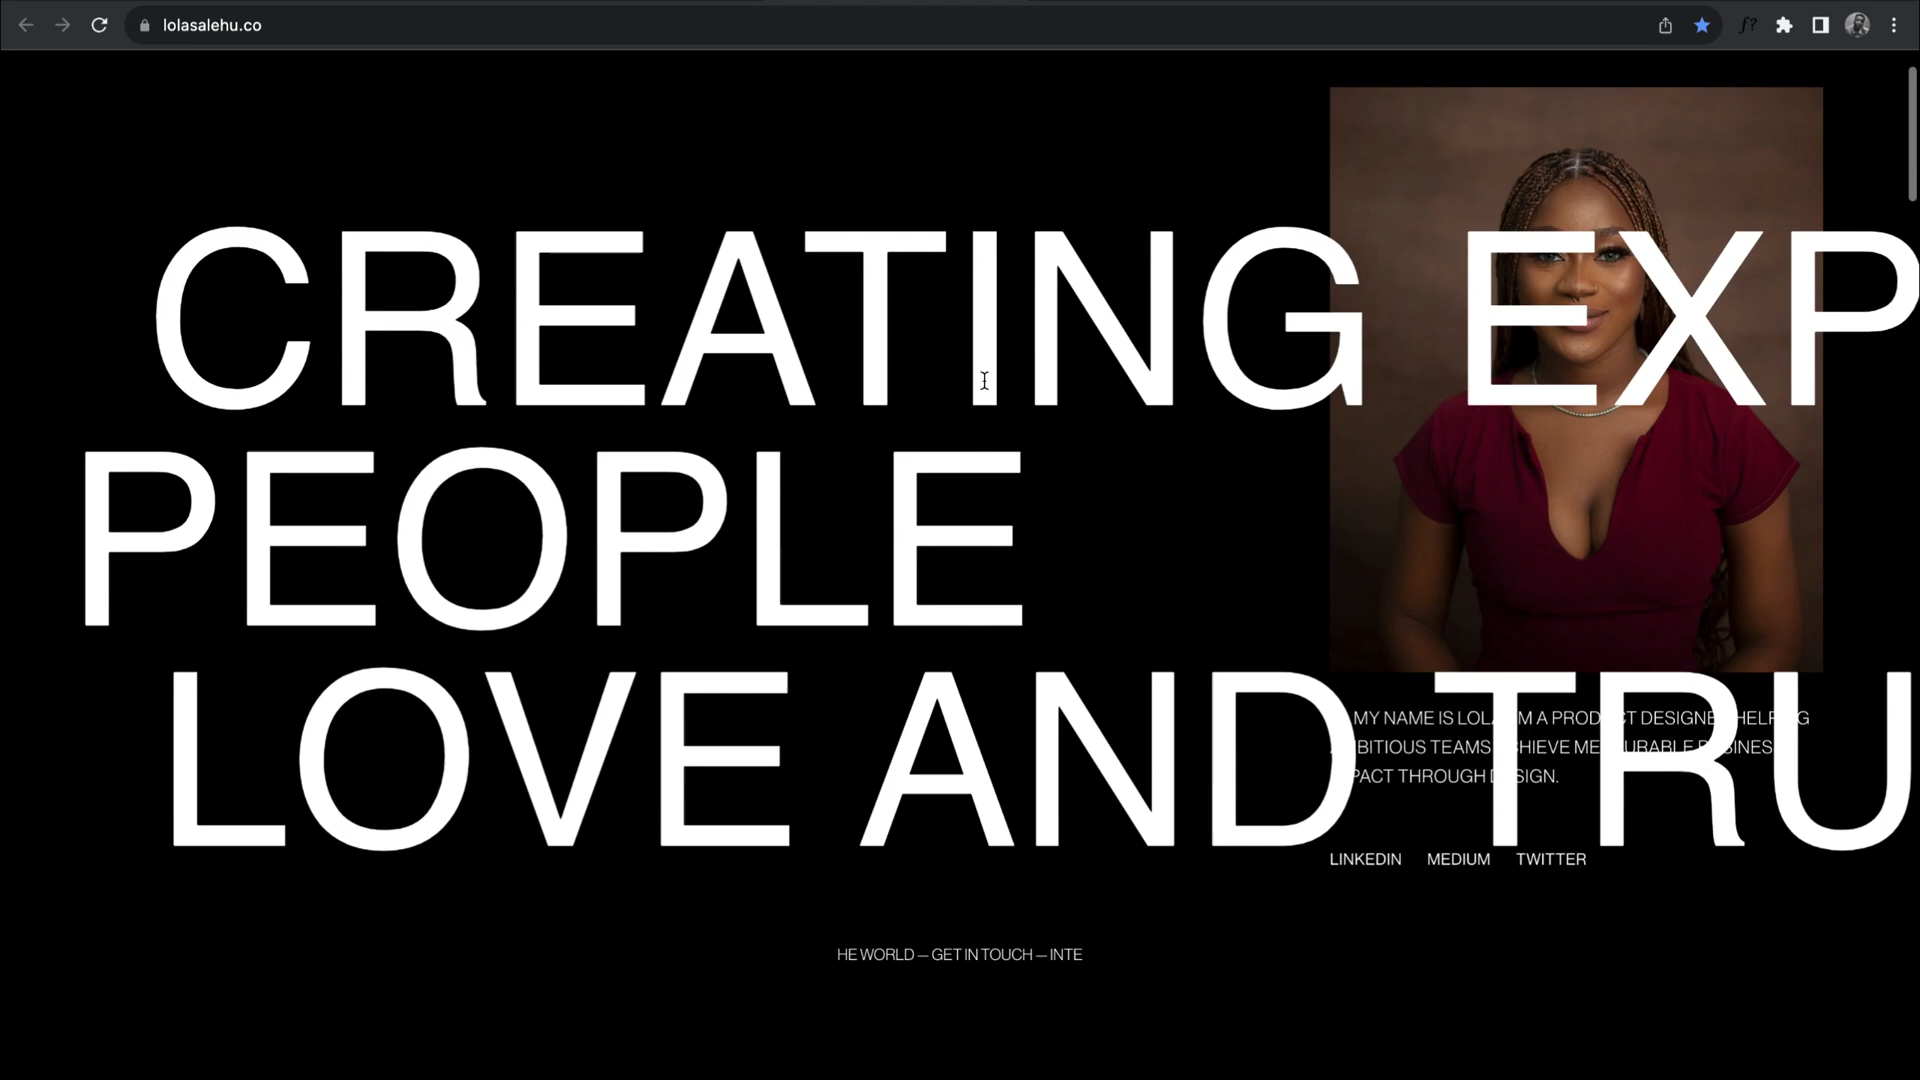 lolasalehu.co
CREATING EXP
PEOPLE
LOVE AND TRU
MY NAME IS LOLA M A PRODUCT DESIGNER HELPING
AMBITIOUS TEAMS ACHIEVE MEASURABLE BUSINESS
IMPACT THROUGH DESIGN.
LINKEDIN MEDIUM TWITTER
HE WORLD — GET IN TOUCH — INTE